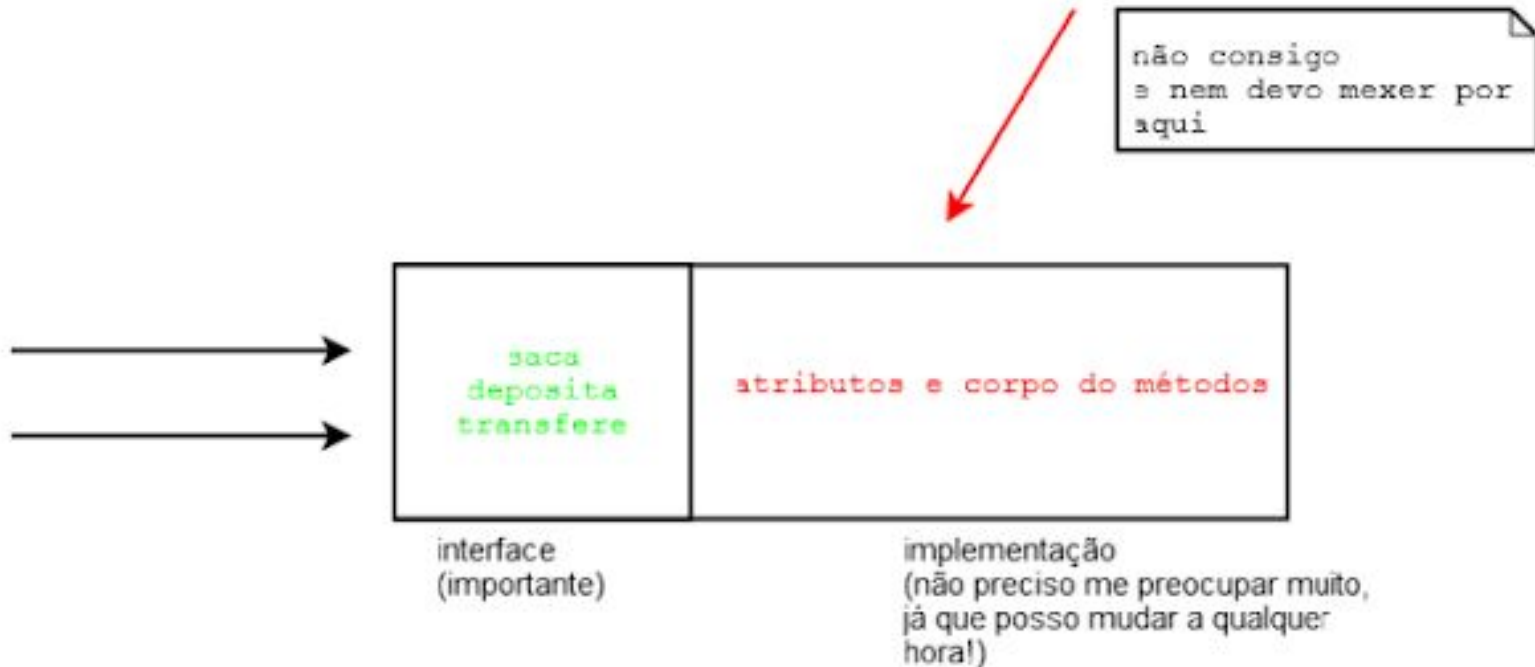 não consigo
e nem devo mexer por
aqui
saca
deposita
transfere
atributos e corpo do métodos
interface
(importante)
implementação
(não preciso me preocupar muito,
já que posso mudar a qualquer
hora!)